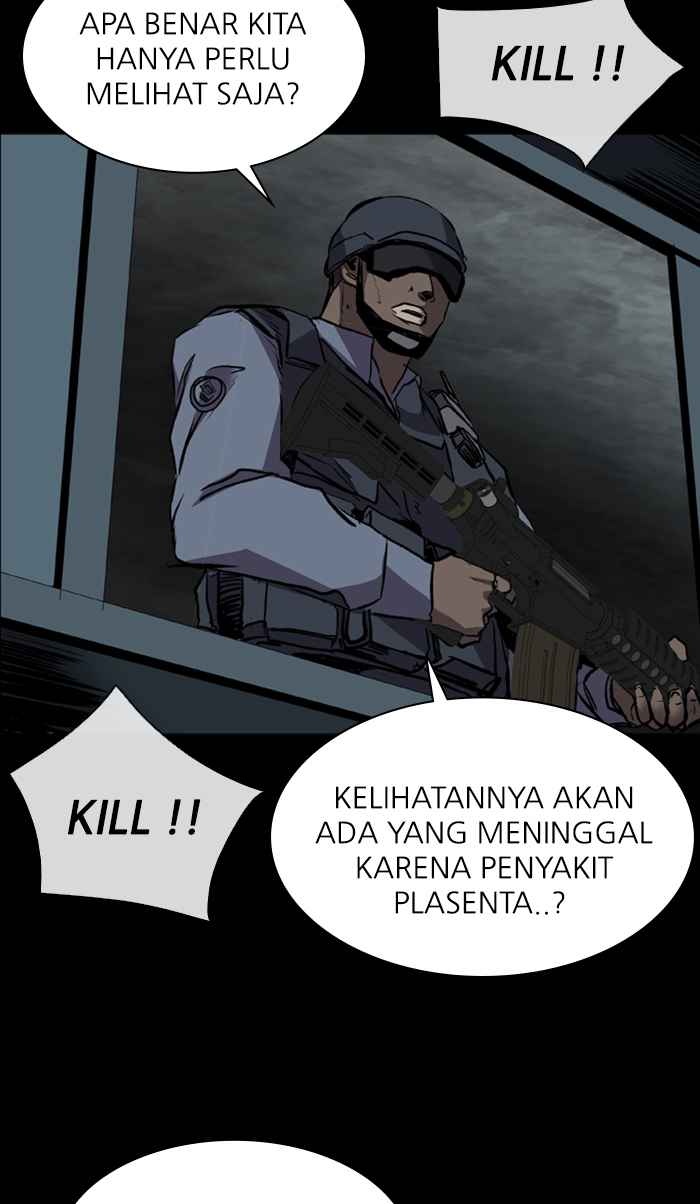 APA BENAR KITA
HANYA PERLU
MELIHAT SAJA?
KILL !!
KILL !!
KELIHATANNYA AKAN
ADA YANG MENINGGAL
KARENA PENYAKIT
PLASENTA..?